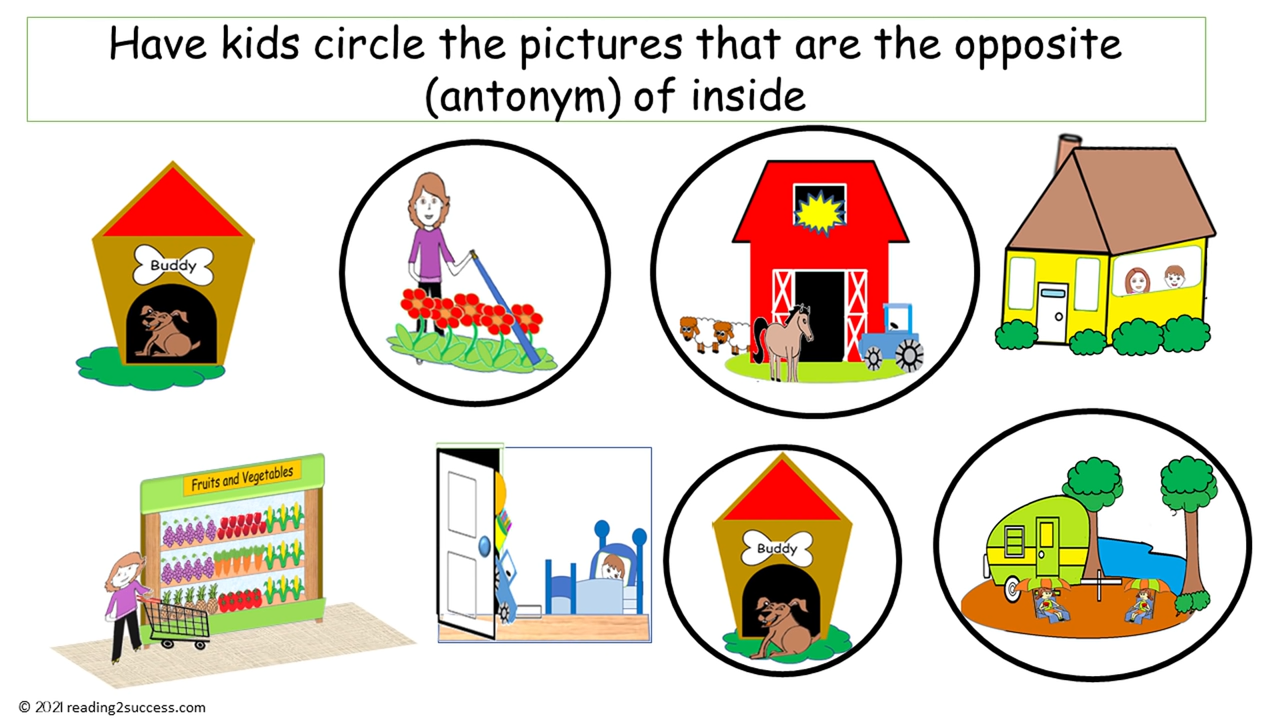 Have kids circle the pictures that are the opposite
(antonym) of inside
Buddy
Fruits and Vegetables
Buddy
© 2021 reading2success.com